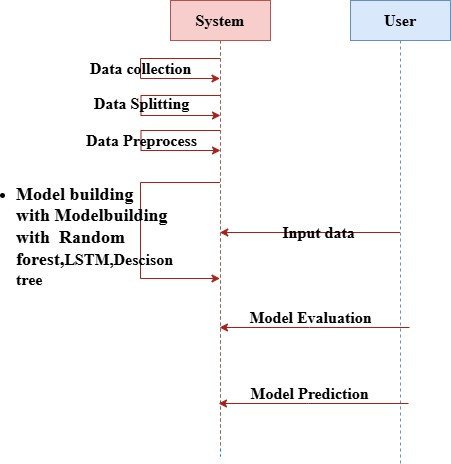 System
User
Data collection
Data Splitting
Data Preprocess
• Model building
with Modelbuilding
with Random
forest,LSTM,Descison
tree
Input data
Model Evaluation
Model Prediction